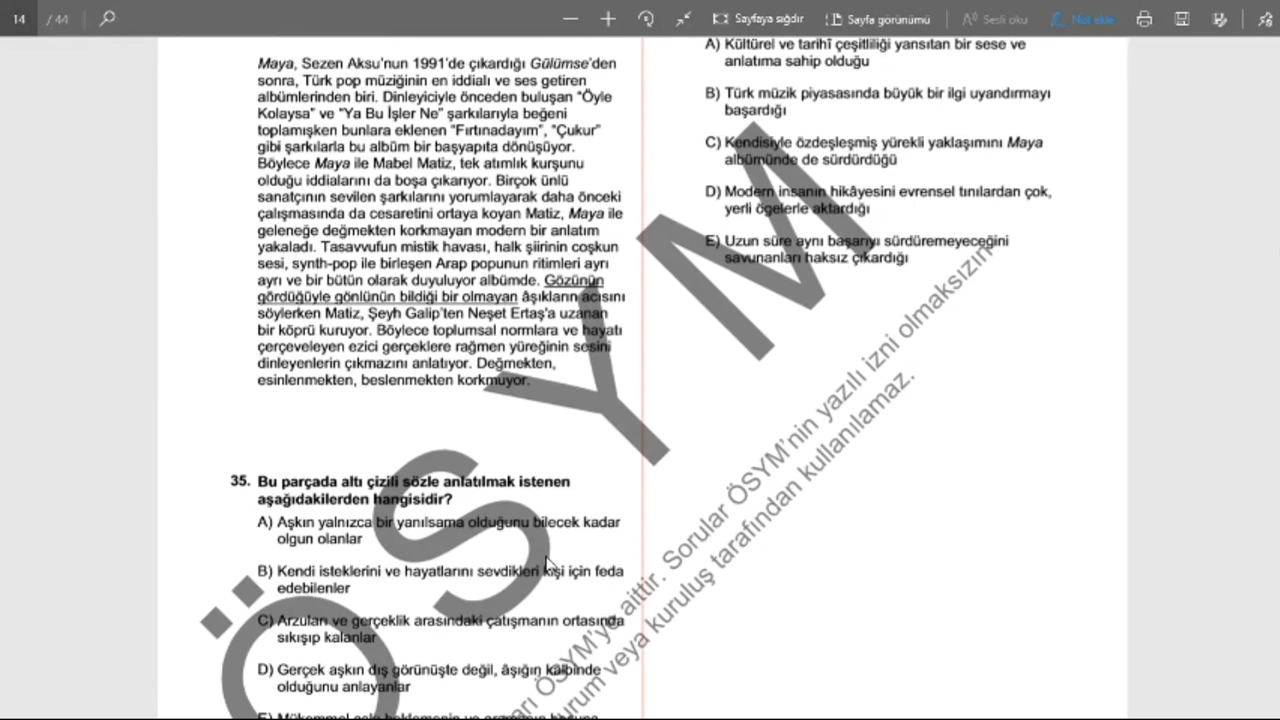 14 / 44
Sayfaya sığdır
Sayfa görünümü
Sesli oku
Not ekle
Maya, Sezen Aksu'nun 1991'de çıkardığı Gülümse'den
sonra, Türk pop müziğinin en iddialı ve ses getiren
albümlerinden biri. Dinleyiciyle önceden buluşan "Öyle
Kolaysa" ve "Ya Bu İşler Ne" şarkılarıyla beğeni
toplamışken bunlara eklenen "Fırtınadayım", "Çukur"
gibi şarkılarla bu albüm bir başyapıta dönüşüyor.
Böylece Maya ile Mabel Matiz, tek atımlık kurşunu
olduğu iddialarını da boşa çıkarıyor. Birçok ünlü
sanatçının sevilen şarkılarını yorumlayarak daha önceki
çalışmasında da cesaretini ortaya koyan Matiz, Maya ile
geleneğe değmekten korkmayan modern bir anlatım
yakaladı. Tasavvufun mistik havası, halk şiirinin coşkun
sesi, synth-pop ile birleşen Arap popunun ritimleri ayrı
ayrı ve bir bütün olarak duyuluyor albümde. Gözünün
gördüğüyle gönlünün bildiği bir olmayan âşıkların acısını
söylerken Matiz, Şeyh Galip'ten Neşet Ertaş'a uzanan
bir köprü kuruyor. Böylece toplumsal normlara ve hayatı
çerçeveleyen ezici gerçeklere rağmen yüreğinin sesini
dinleyenlerin çıkmazını anlatıyor. Değmekten,
esinlenmekten, beslenmekten korkmuyor.
35. Bu parçada altı çizili sözle anlatılmak istenen
aşağıdakilerden hangisidir?
A) Aşkın yalnızca bir yanılsama olduğunu bilecek kadar
olgun olanlar
B) Kendi isteklerini ve hayatlarını sevdikleri kişi için feda
edebilenler
C) Arzuları ve gerçeklik arasındaki çatışmanın ortasında
sıkışıp kalanlar
D) Gerçek aşkın dış görünüşte değil, âşığın kalbinde
olduğunu anlayanlar
A) Kültürel ve tarihî çeşitliliği yansıtan bir sese ve
anlatıma sahip olduğu
B) Türk müzik piyasasında büyük bir ilgi uyandırmayı
başardığı
C) Kendisiyle özdeşleşmiş yürekli yaklaşımını Maya
albümünde de sürdürdüğü
D) Modern insanın hikâyesini evrensel tınılardan çok,
yerli ögelerle aktardığı
E) Uzun süre aynı başarıyı sürdüremeyeceğini
savunanları haksız çıkardığı
ÖSYM
ÖSYM'ye aittir. Sorular ÖSYM'nin yazılı izni olmaksızın
kurum veya kuruluş tarafından kullanılamaz.